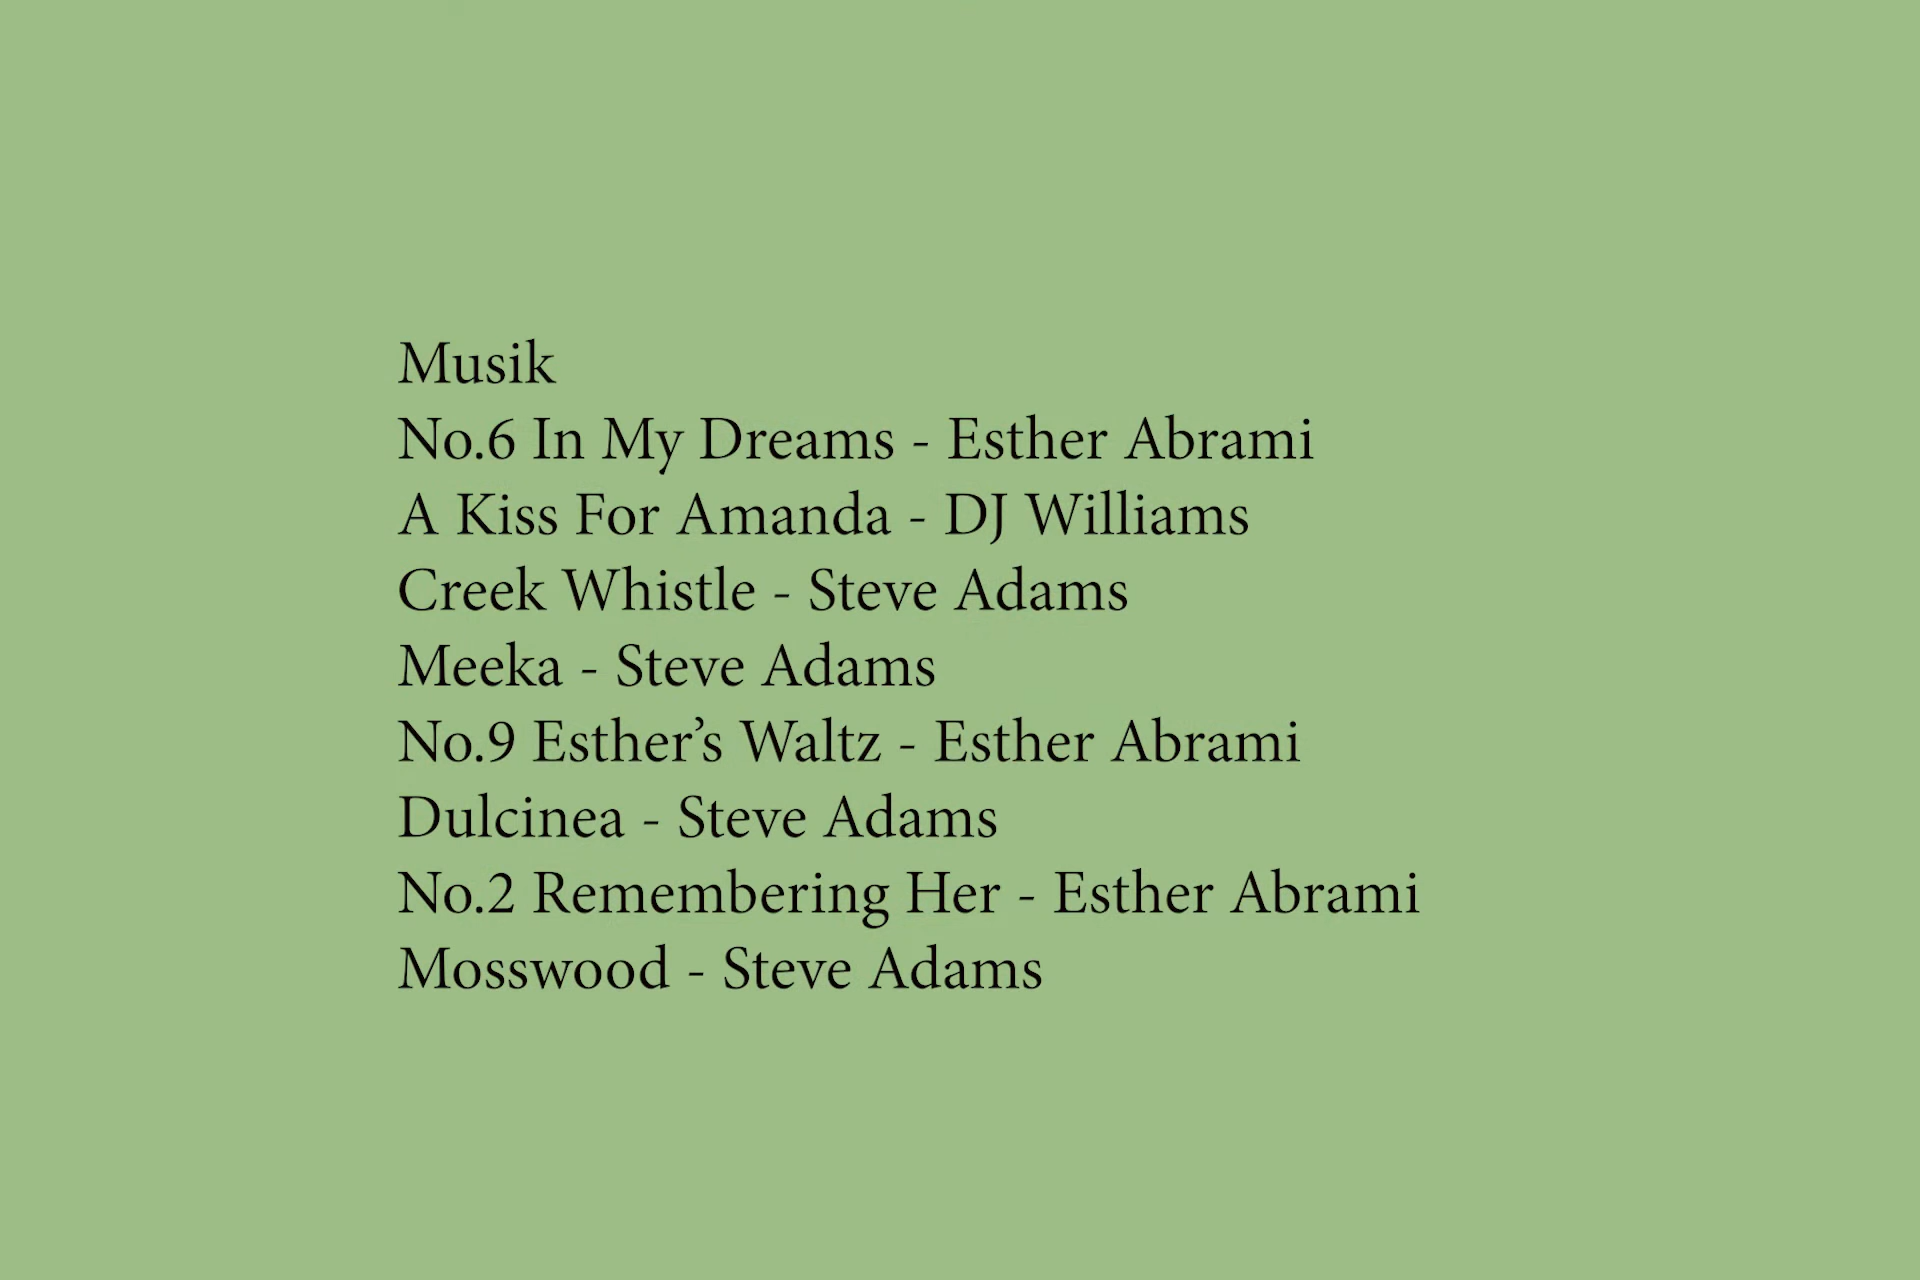 Musik
No.6 In My Dreams - Esther Abrami
A Kiss For Amanda - DJ Williams
Creek Whistle - Steve Adams
Meeka - Steve Adams
No.9 Esther’s Waltz - Esther Abrami
Dulcinea - Steve Adams
No.2 Remembering Her - Esther Abrami
Mosswood - Steve Adams